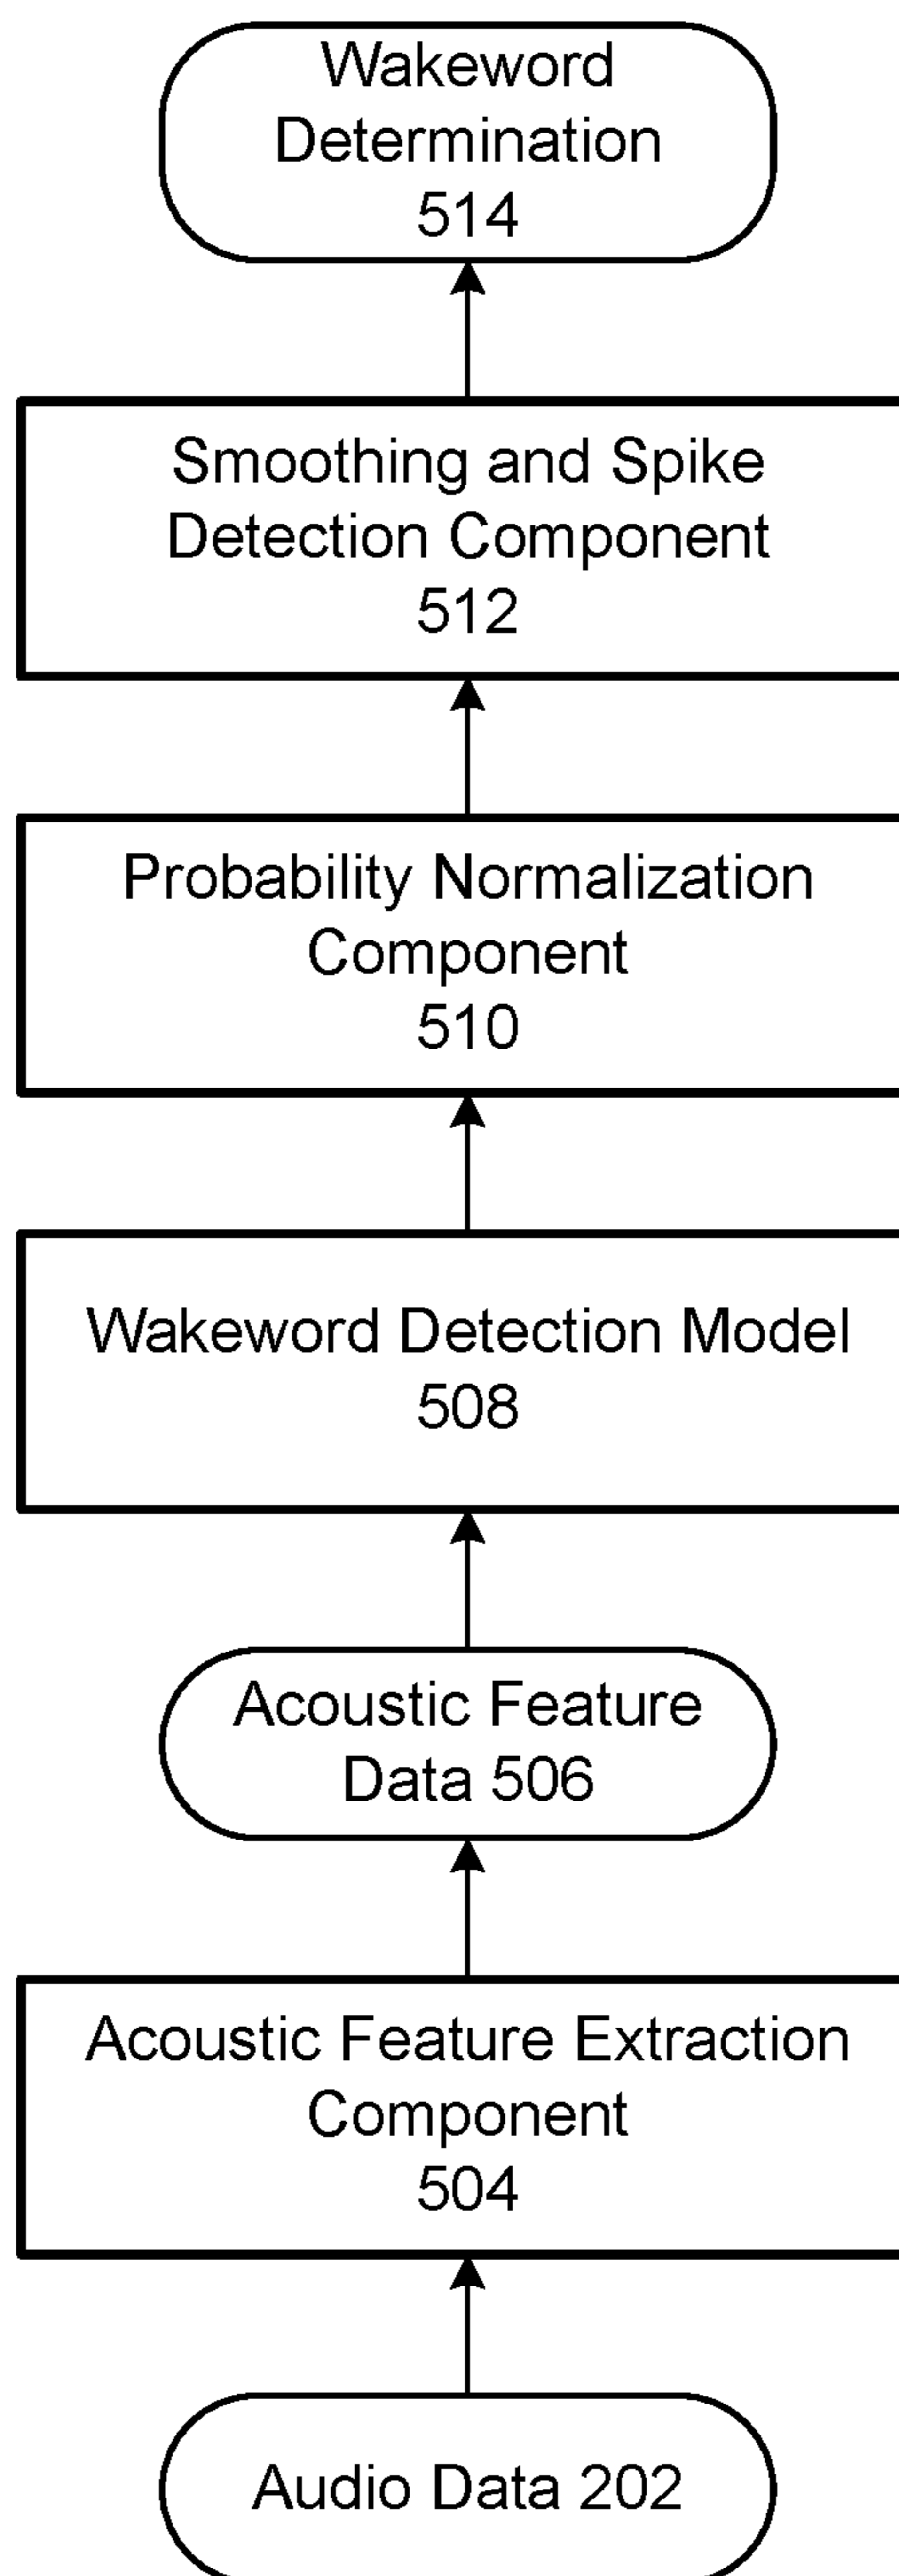 Wakeword
Determination
514
Smoothing and Spike
Detection Component
512
Probability Normalization
Component
510
Wakeword Detection Model
508
Acoustic Feature
Data 506
Acoustic Feature Extraction
Component
504
Audio Data 202